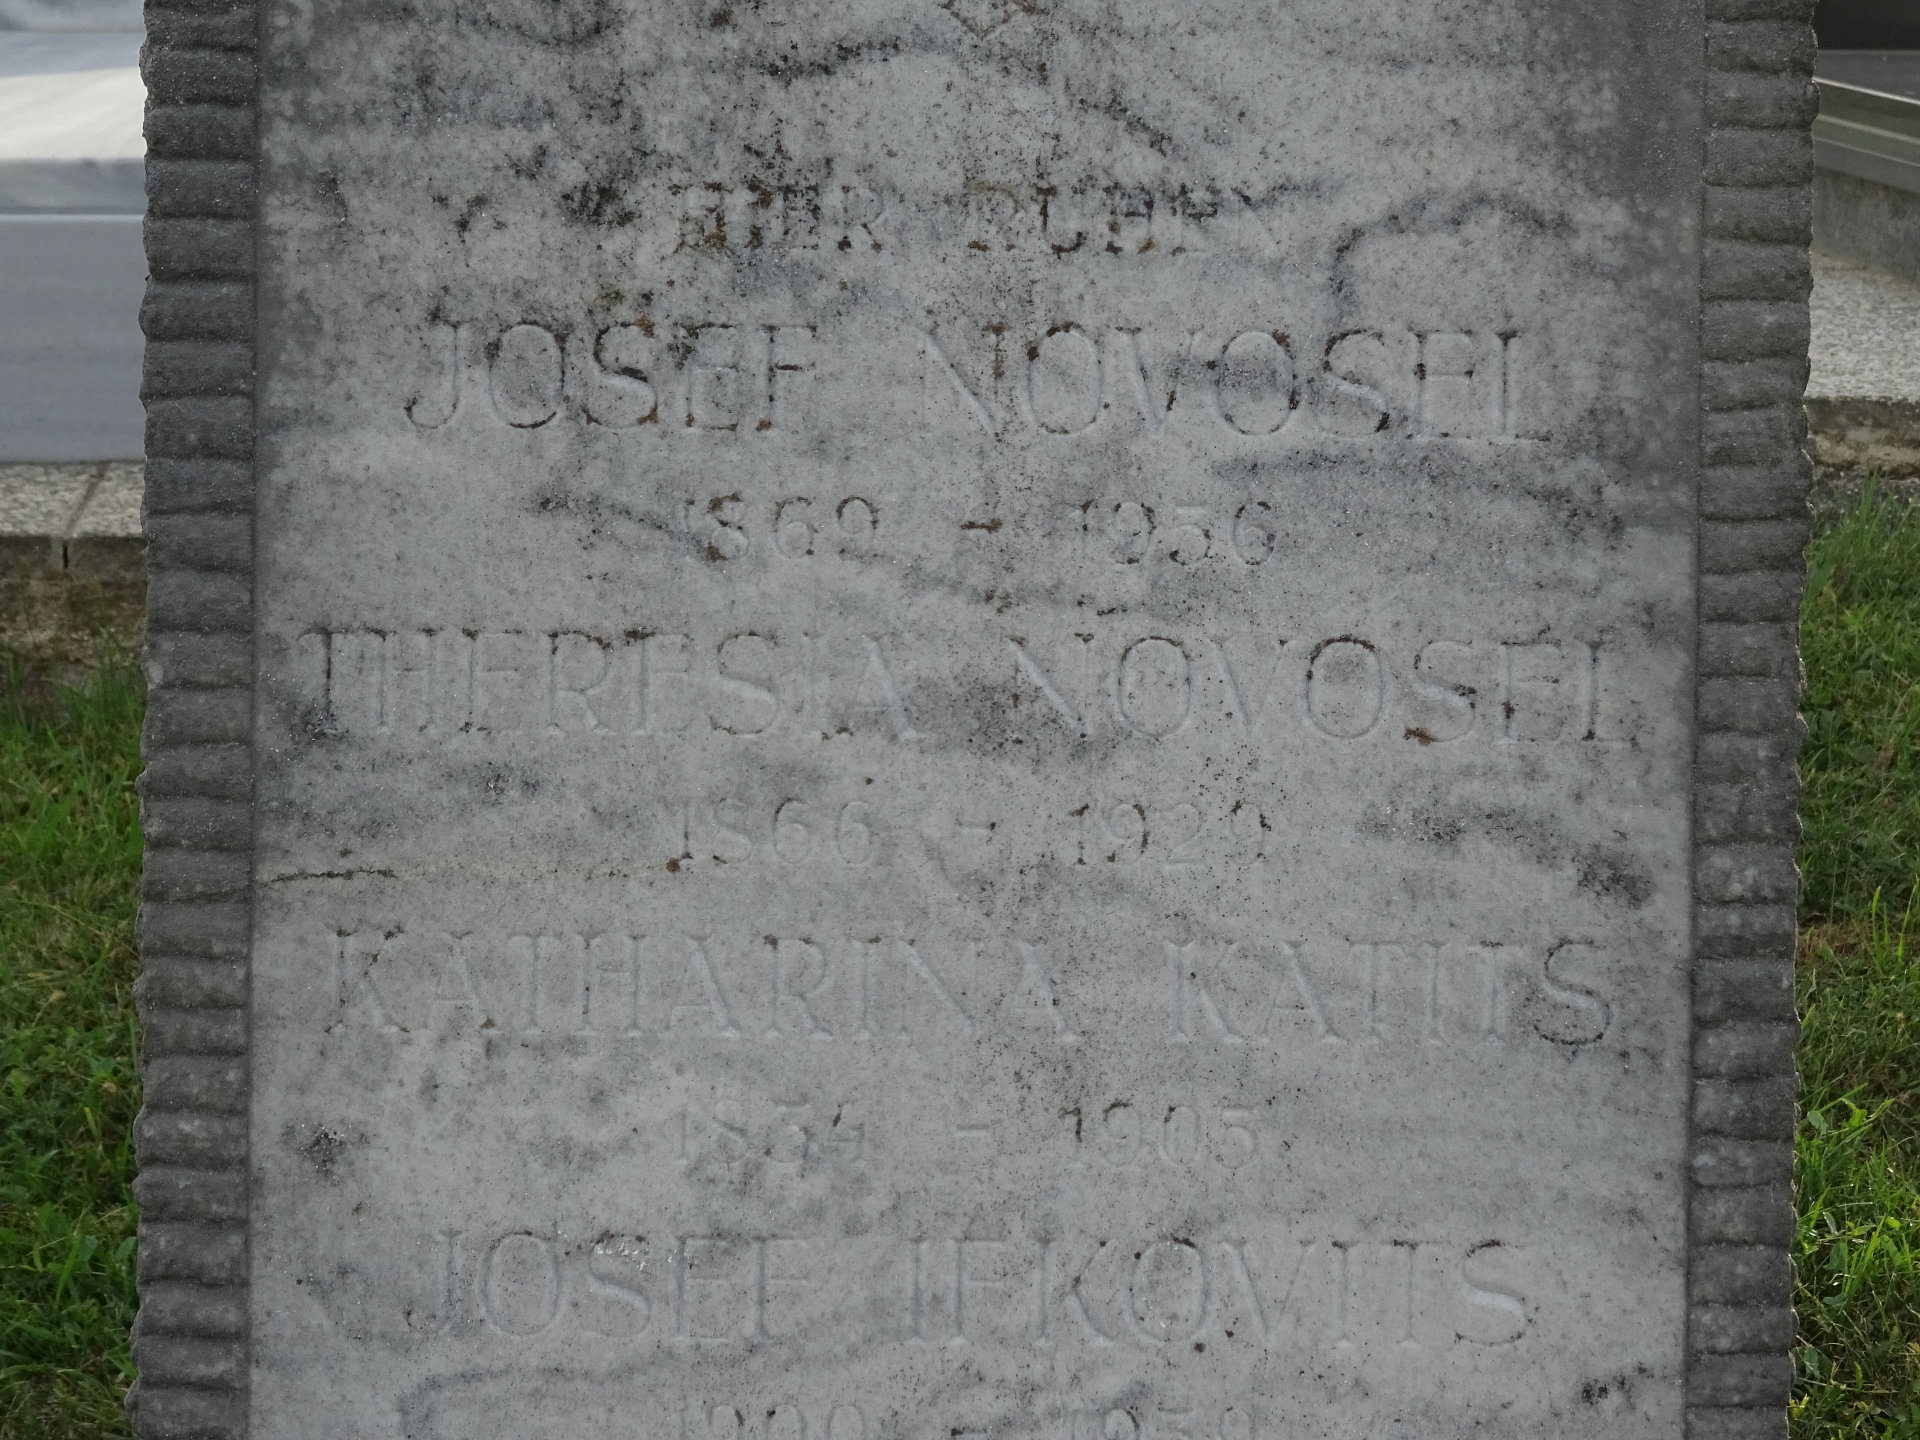 HIER RUHEN
JOSEF NOVOSEL
1869 - 1956
THERESIA NOVOSEL
1866 - 1929
KATHARINA KATITS
1834 - 1905
JOSEF IFKOVITS